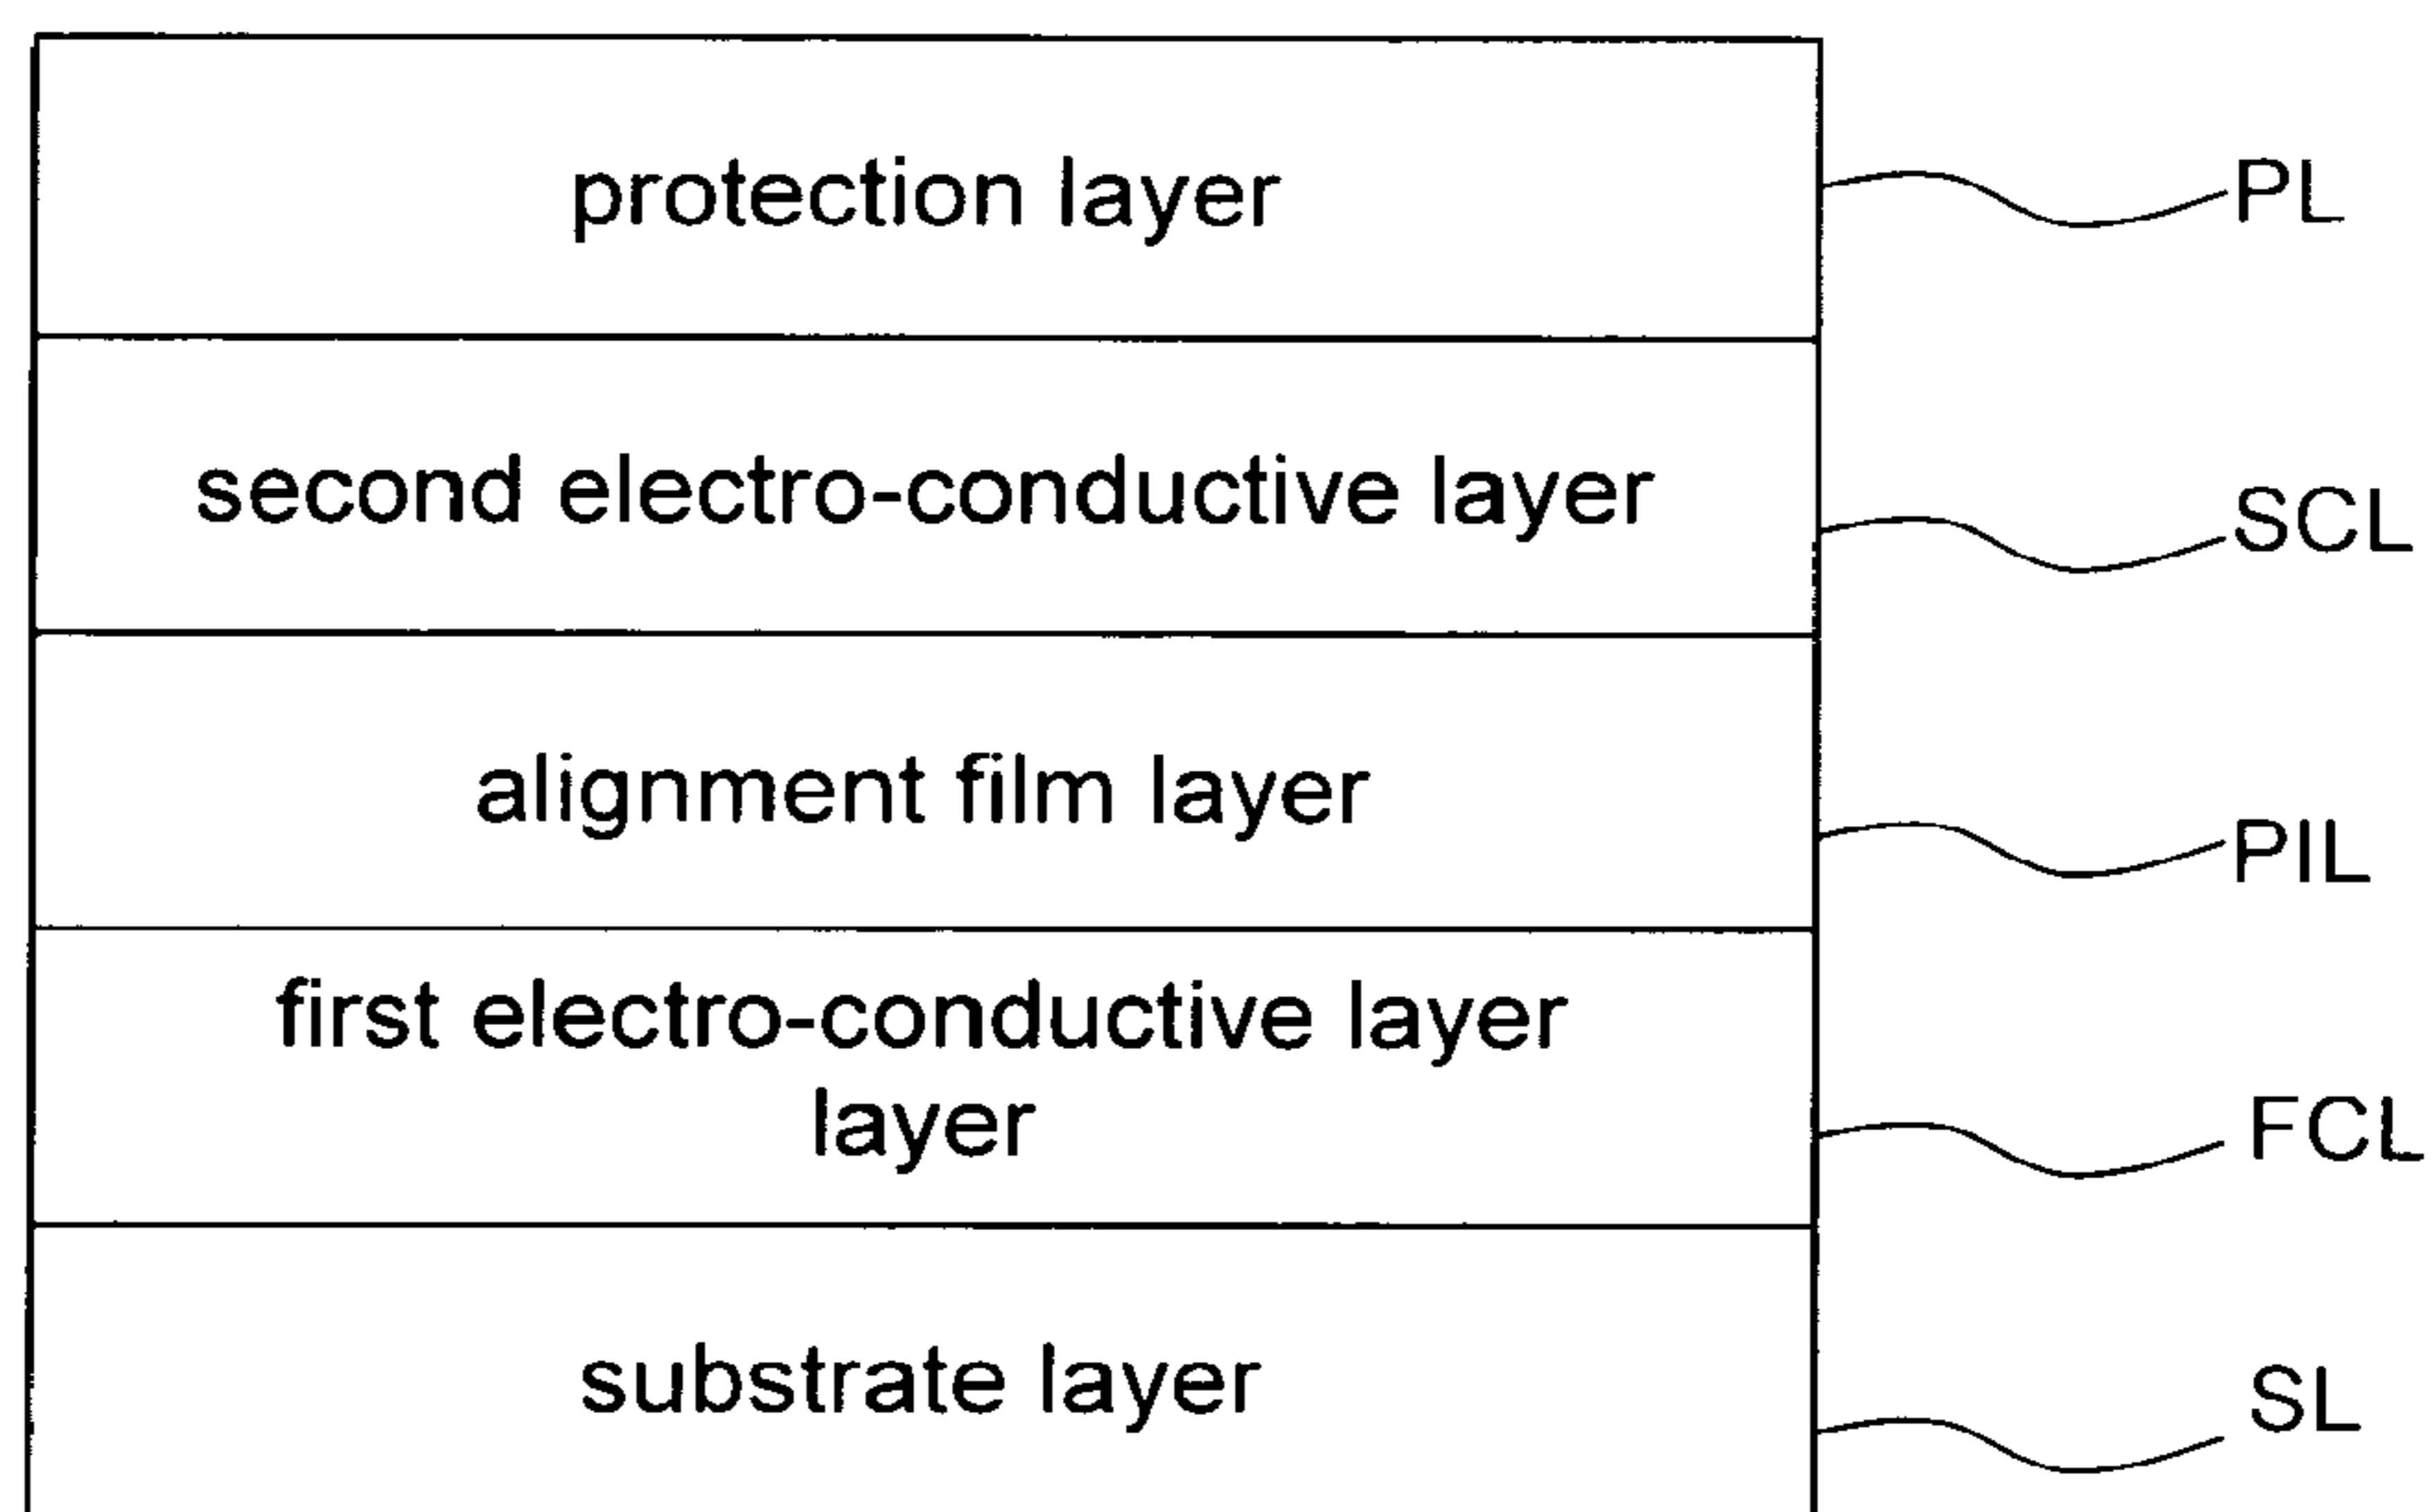 protection layer
PL
second electro-conductive layer
SCL
alignment film layer
PIL
first electro-conductive layer
layer
FCL
substrate layer
SL